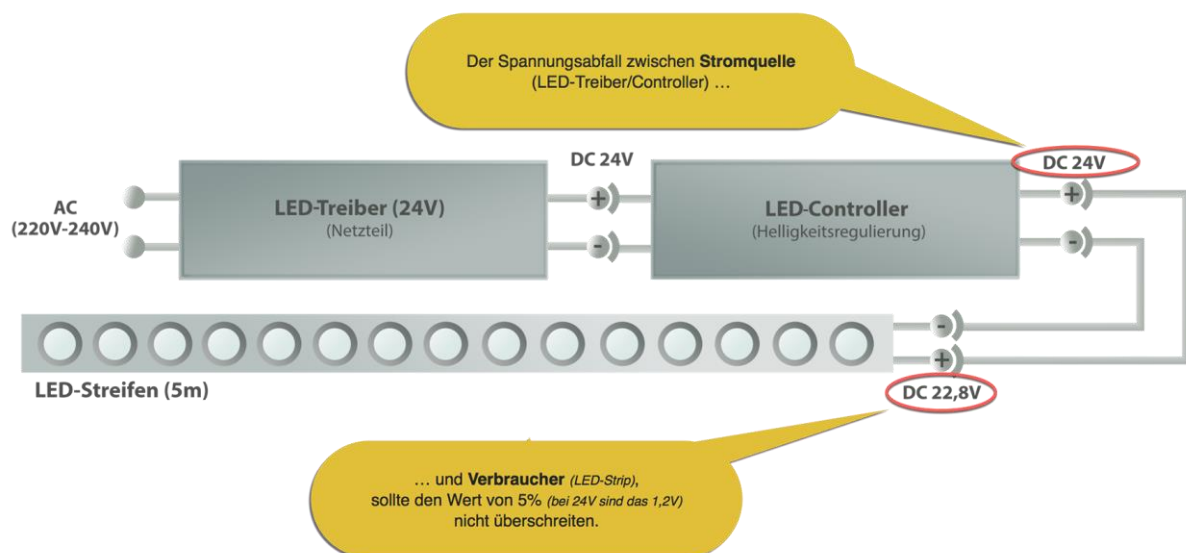 Der Spannungsabfall zwischen Stromquelle
(LED-Treiber/Controller) …
DC 24V
DC 24V
AC
(220V-240V)
LED-Treiber (24V)
(Netzteil)
+
-
LED-Controller
(Helligkeitsregulierung)
+
-
-
+
LED-Streifen (5m)
DC 22,8V
… und Verbraucher (LED-Strip),
sollte den Wert von 5% (bei 24V sind das 1,2V)
nicht überschreiten.